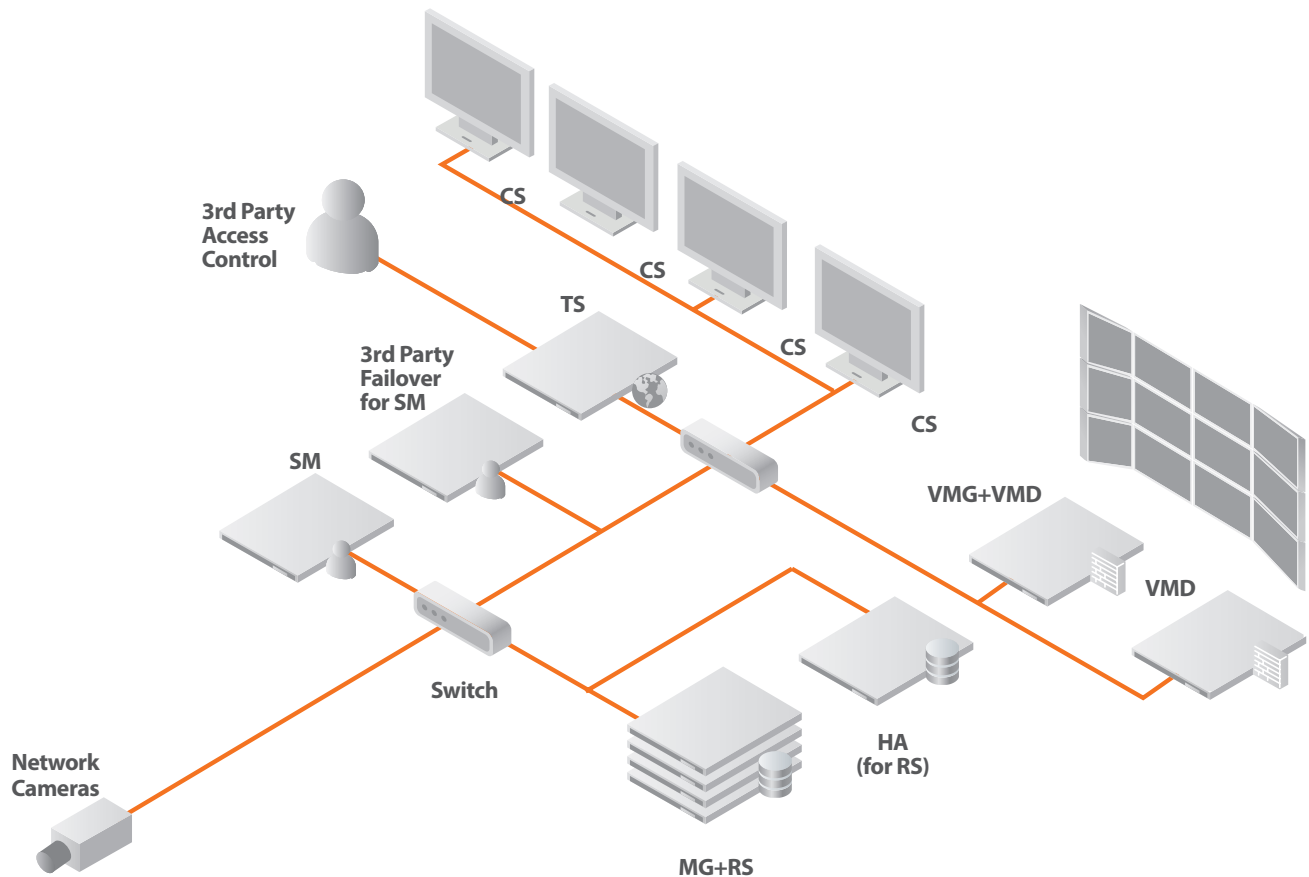 CS
3rd Party
Access
Control
CS
TS
CS
3rd Party
Failover
for SM
CS
SM
VMG+VMD
VMD
Switch
HA
(for RS)
Network
Cameras
MG+RS